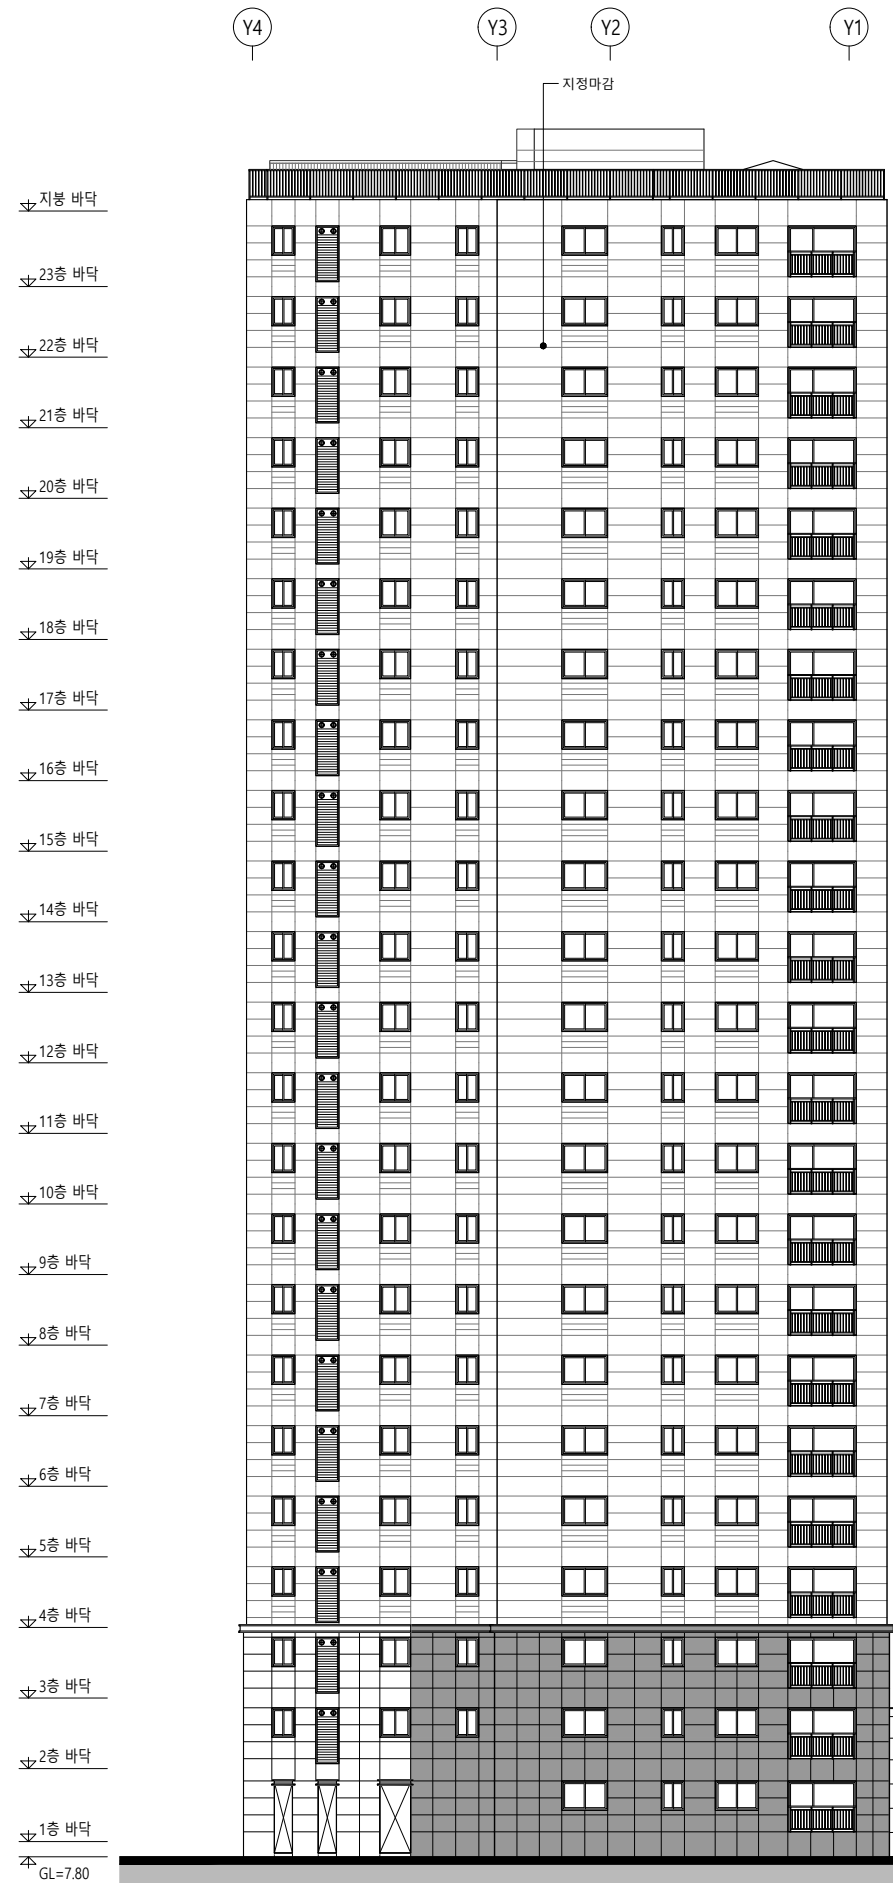 Y4 Y3 Y2 Y1
지정마감
지붕 바닥
23층 바닥
22층 바닥
21층 바닥
20층 바닥
19층 바닥
18층 바닥
17층 바닥
16층 바닥
15층 바닥
14층 바닥
13층 바닥
12층 바닥
11층 바닥
10층 바닥
9층 바닥
8층 바닥
7층 바닥
6층 바닥
5층 바닥
4층 바닥
3층 바닥
2층 바닥
1층 바닥
GL=7.80